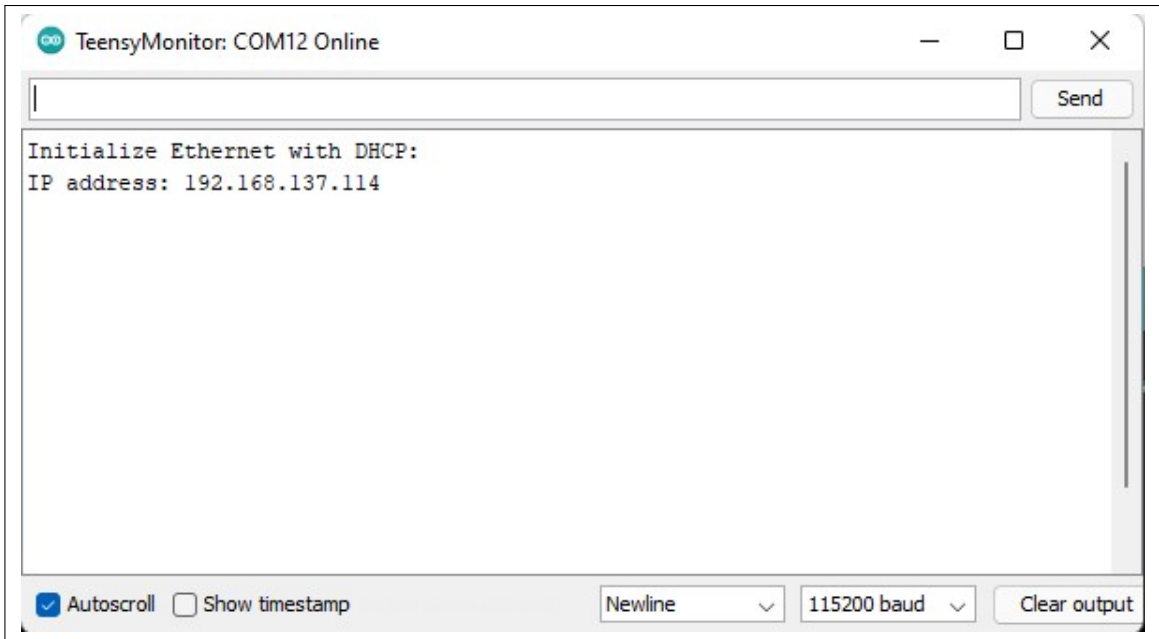 TeensyMonitor: COM12 Online
Send
Initialize Ethernet with DHCP:
IP address: 192.168.137.114
Autoscroll Show timestamp Newline 115200 baud Clear output